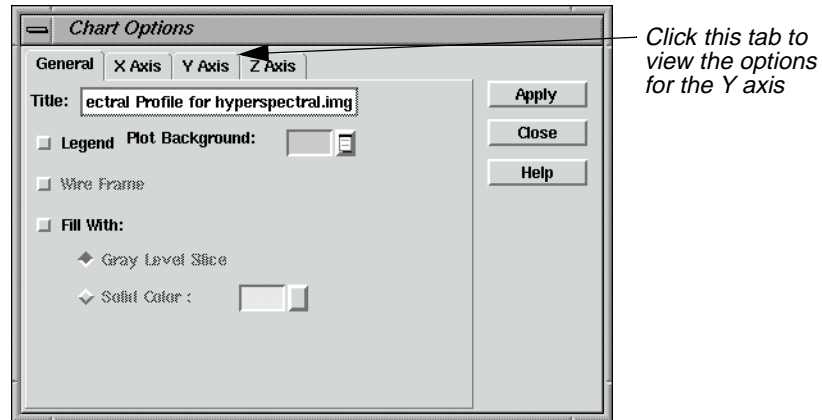 Chart Options
General X Axis Y Axis Z Axis
Title: ectral Profile for hyperspectral.img
Legend Plot Background:
Wire Frame
Fill With:
Gray Level Slice
Solid Color :
Apply
Close
Help
Click this tab to
view the options
for the Y axis